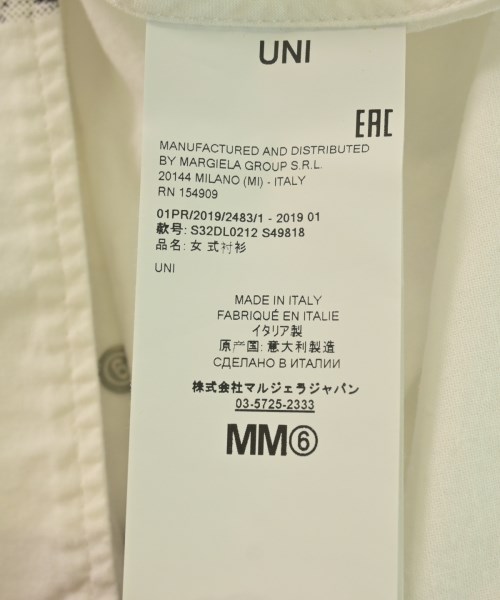 UNI
EAC
MANUFACTURED AND DISTRIBUTED
BY MARGIELA GROUP S.R.L.
20144 MILANO (MI) - ITALY
RN 154909
01PR/2019/2483/1 - 2019 01
款号: S32DL0212 S49818
品名: 女 式衬衫
UNI
MADE IN ITALY
FABRIQUÉ EN ITALIE
イタリア製
原产国: 意大利製造
СДЕЛАНО В ИТАЛИИ
株式会社マルジェラジャパン
03-5725-2333
MM⑥
⑥